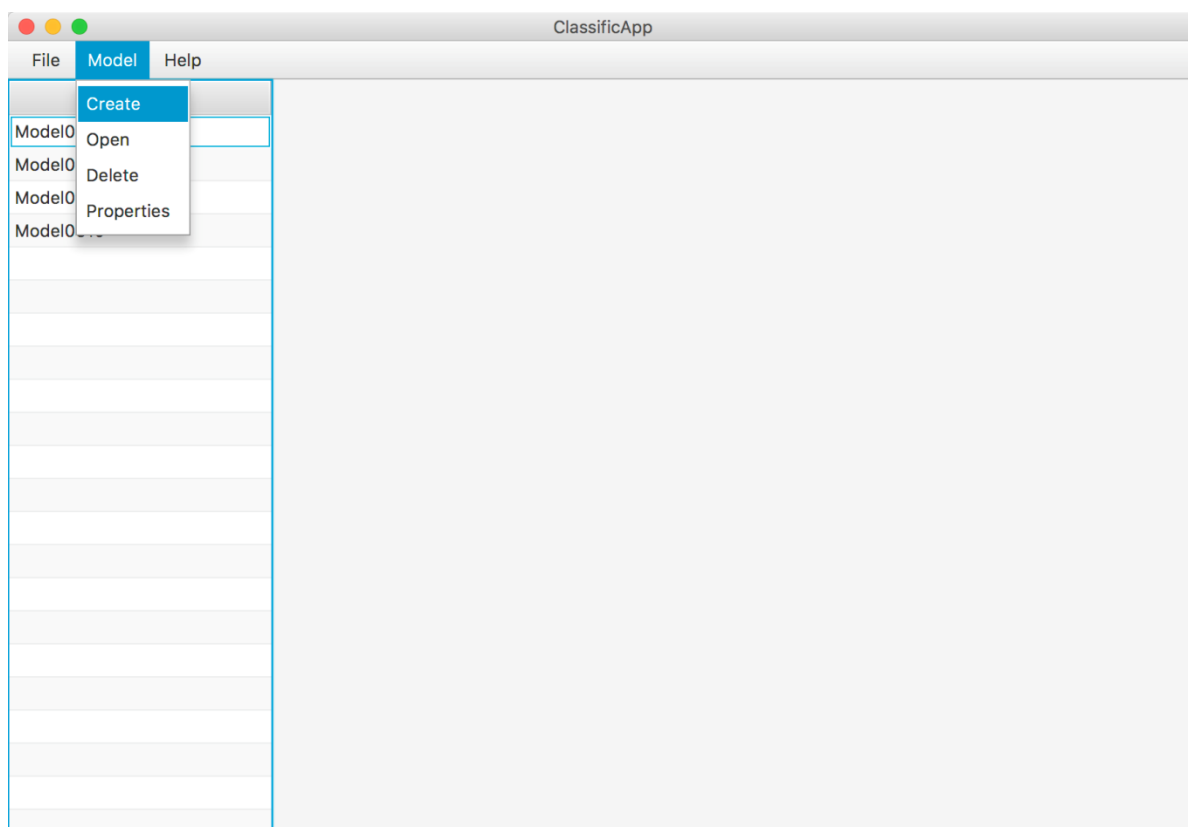 ClassificApp
File Model Help
Create
Model0
Open
Model0
Delete
Model0
Properties
Model0